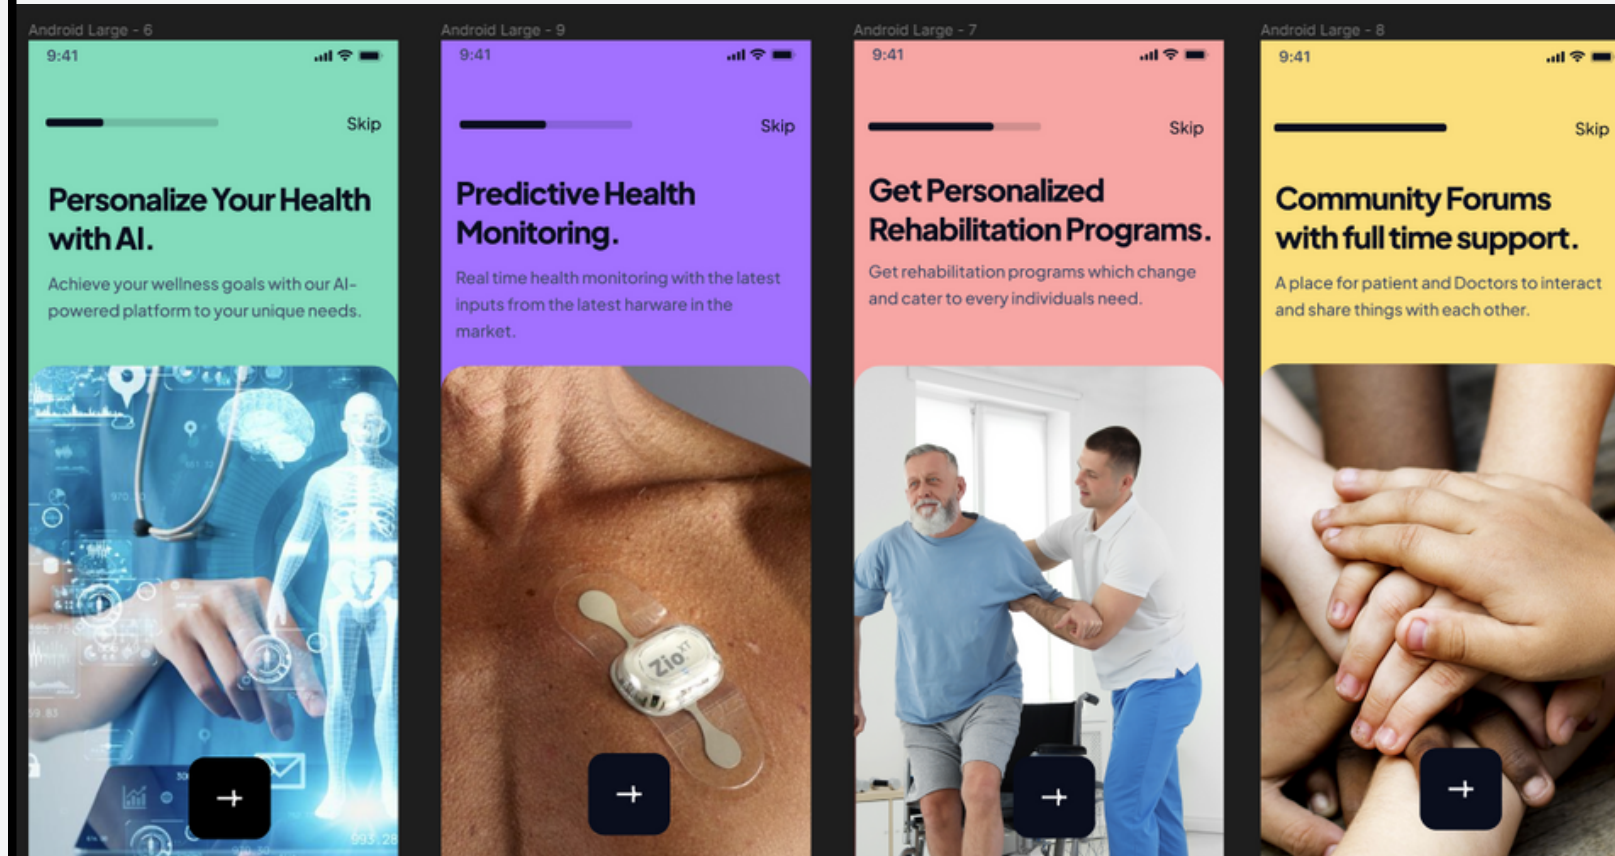 Android Large - 6
9:41
Skip
Personalize Your Health
with AI.
Achieve your wellness goals with our AI-
powered platform to your unique needs.
970.30
993.28
Android Large - 9
9:41
Skip
Predictive Health
Monitoring.
Real time health monitoring with the latest
inputs from the latest harware in the
market.
Zio XT
Android Large - 7
9:41
Skip
Get Personalized
Rehabilitation Programs.
Get rehabilitation programs which change
and cater to every individuals need.
Android Large - 8
9:41
Skip
Community Forums
with full time support.
A place for patient and Doctors to interact
and share things with each other.